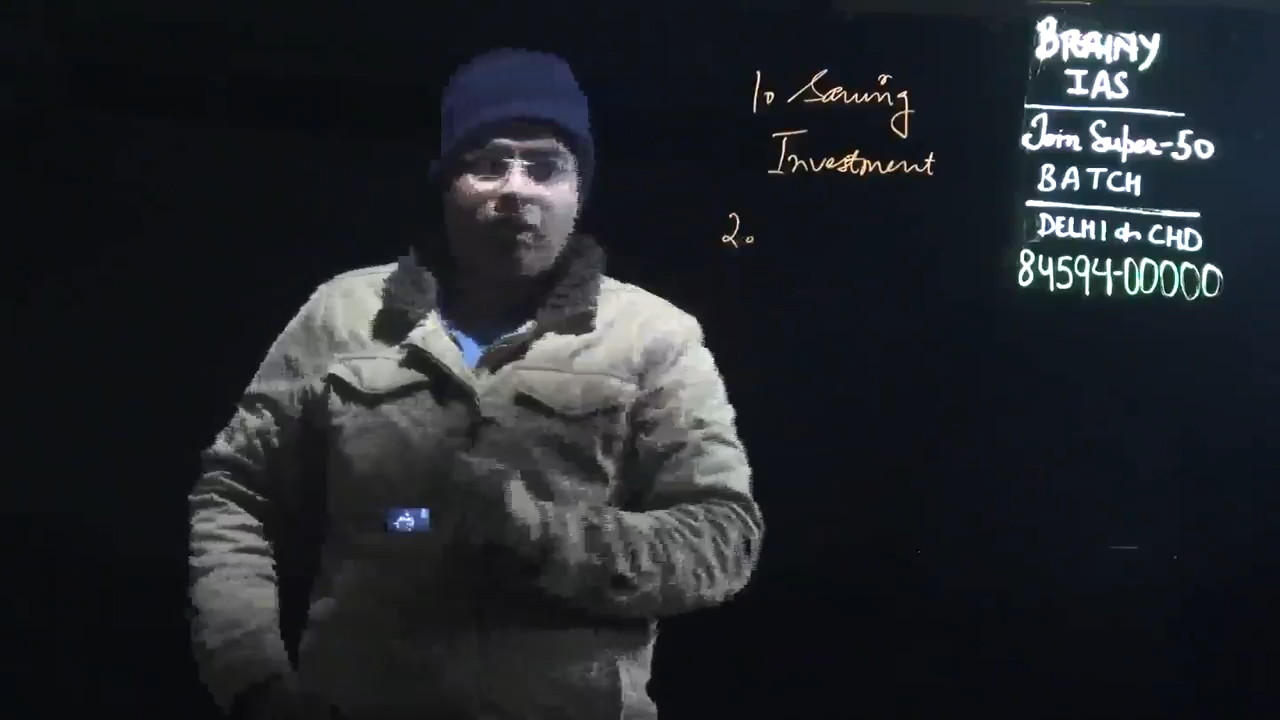 1. Saving
Investment
2.
BRAINY
IAS
Join Super-50
BATCH
DELHI & CHD
84594-00000